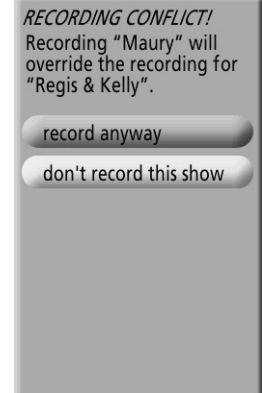 RECORDING CONFLICT!
Recording “Maury” will
override the recording for
“Regis & Kelly”.
record anyway
don't record this show